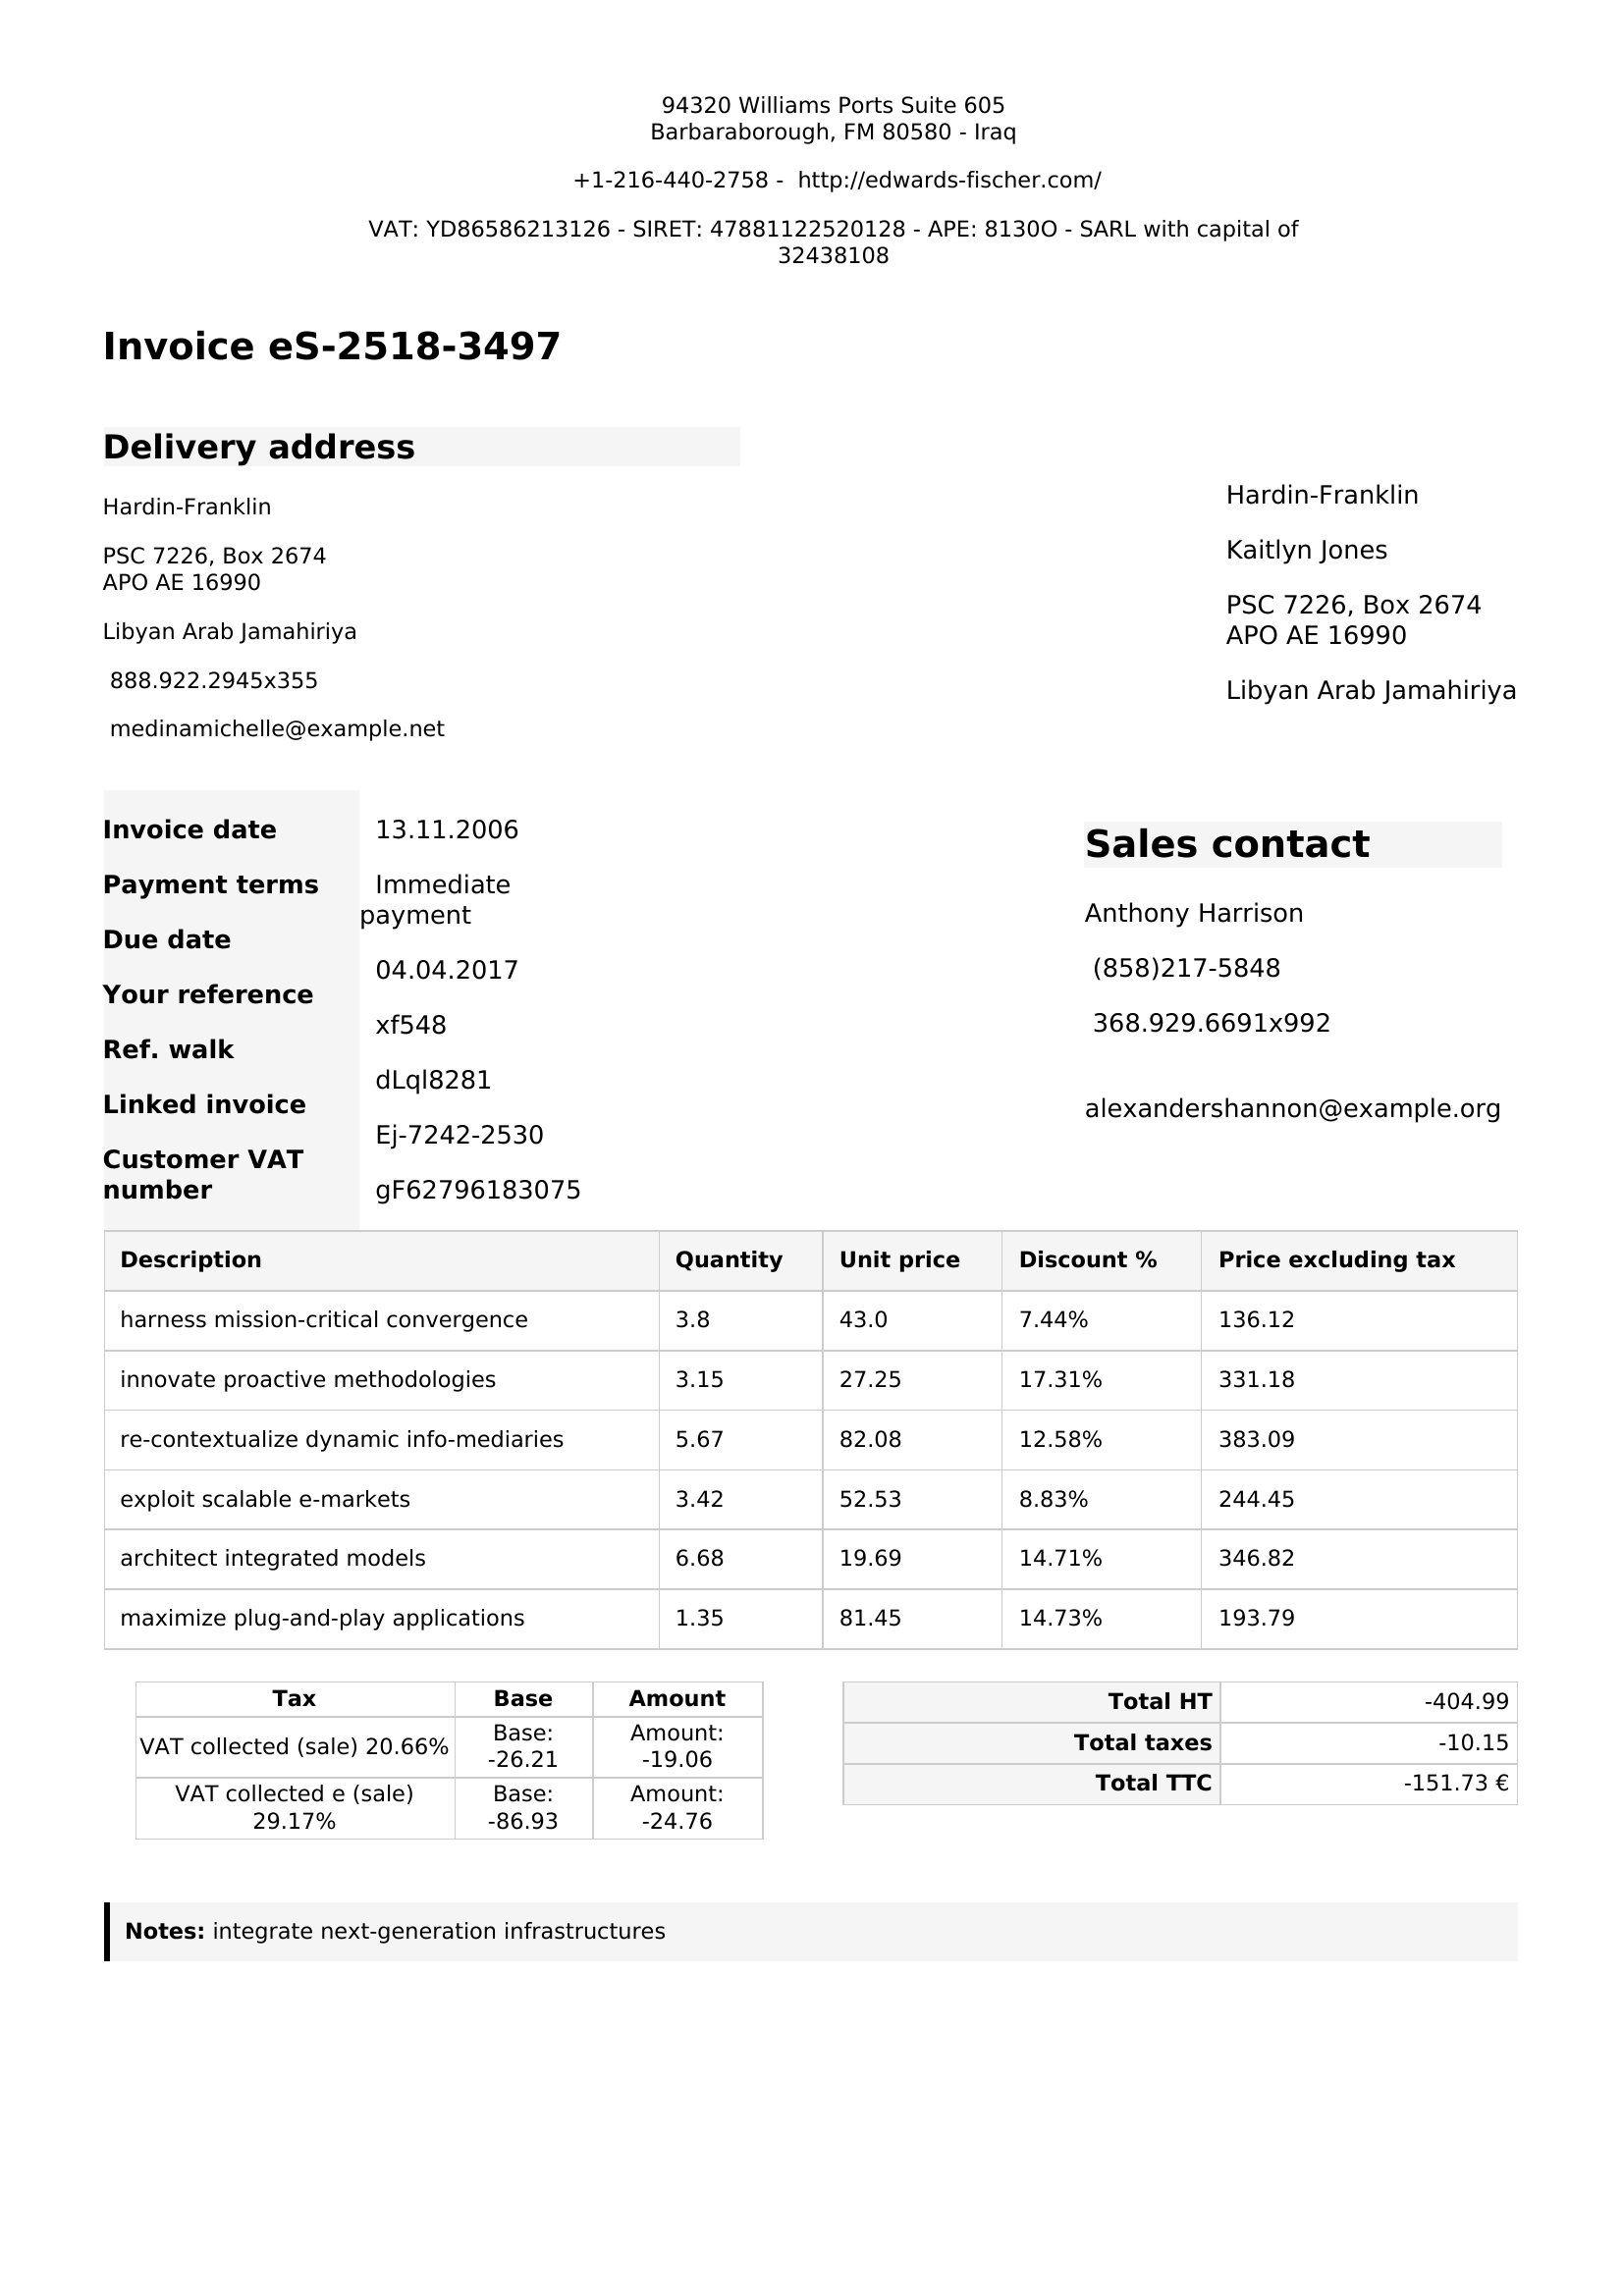 94320 Williams Ports Suite 605
Barbaraborough, FM 80580 - Iraq
+1-216-440-2758 - http://edwards-fischer.com/
VAT: YD86586213126 - SIRET: 47881122520128 - APE: 8130O - SARL with capital of
32438108
Invoice eS-2518-3497
Delivery address
Hardin-Franklin
PSC 7226, Box 2674
APO AE 16990
Libyan Arab Jamahiriya
888.922.2945x355
medinamichelle@example.net
Hardin-Franklin
Kaitlyn Jones
PSC 7226, Box 2674
APO AE 16990
Libyan Arab Jamahiriya
Invoice date
Payment terms
Due date
Your reference
Ref. walk
Linked invoice
Customer VAT
number
13.11.2006
Immediate
payment
04.04.2017
xf548
dLql8281
Ej-7242-2530
gF62796183075
Sales contact
Anthony Harrison
(858)217-5848
368.929.6691x992
alexandershannon@example.org
Description Quantity Unit price Discount % Price excluding tax
harness mission-critical convergence 3.8 43.0 7.44% 136.12
innovate proactive methodologies 3.15 27.25 17.31% 331.18
re-contextualize dynamic info-mediaries 5.67 82.08 12.58% 383.09
exploit scalable e-markets 3.42 52.53 8.83% 244.45
architect integrated models 6.68 19.69 14.71% 346.82
maximize plug-and-play applications 1.35 81.45 14.73% 193.79
Tax Base Amount
VAT collected (sale) 20.66% Base: -26.21 Amount: -19.06
VAT collected e (sale) 29.17% Base: -86.93 Amount: -24.76
Total HT -404.99
Total taxes -10.15
Total TTC -151.73 €
Notes: integrate next-generation infrastructures